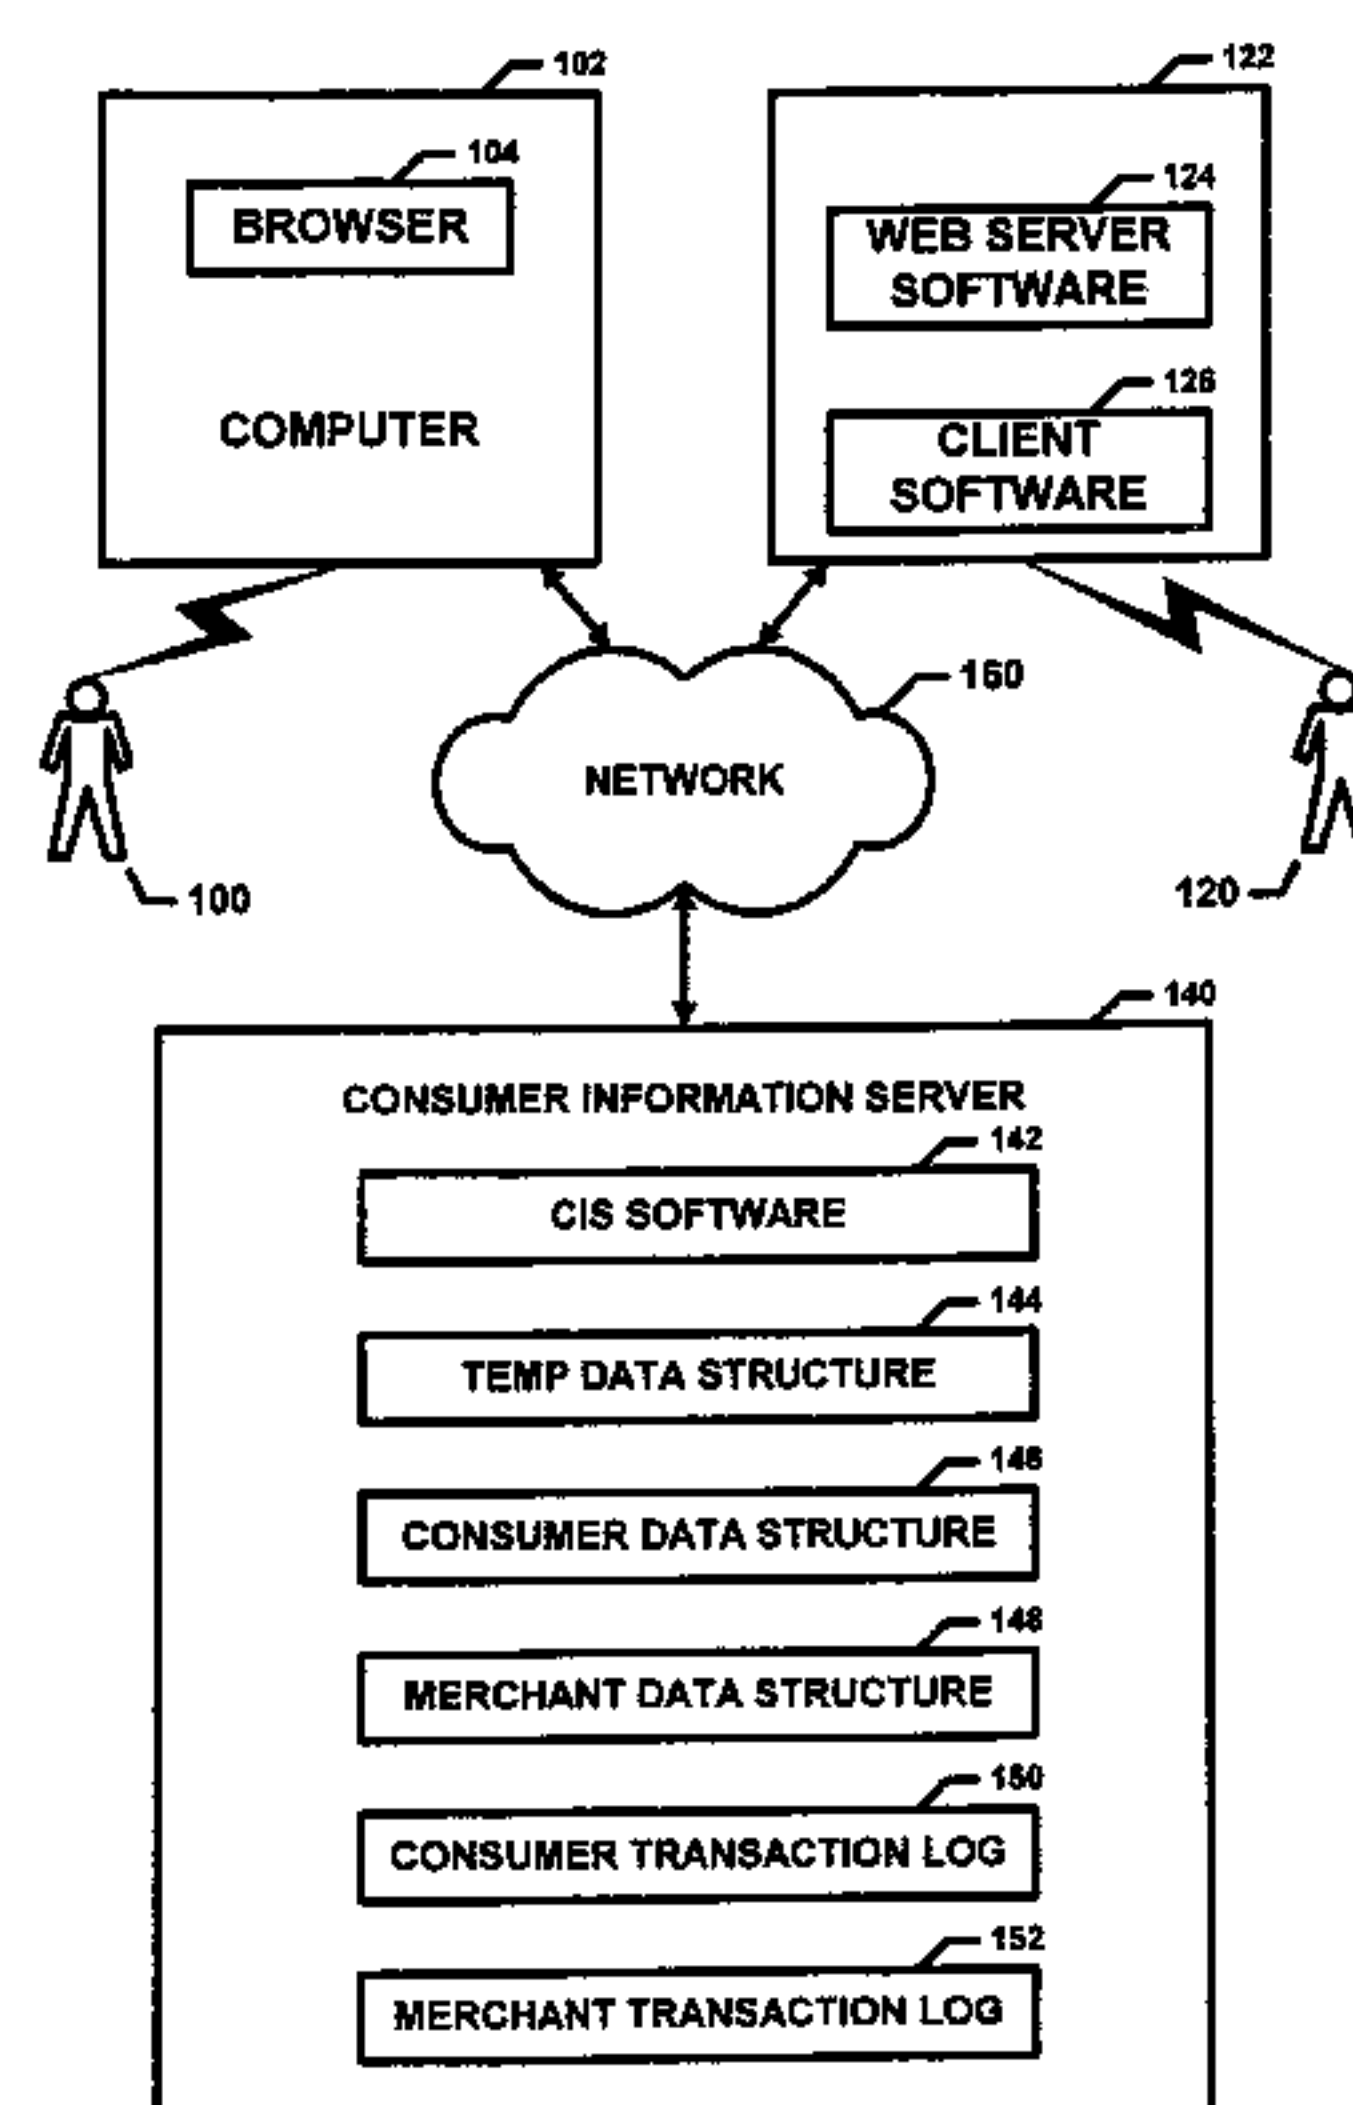 102
122
104
BROWSER
124
WEB SERVER
SOFTWARE
126
CLIENT
SOFTWARE
COMPUTER
160
NETWORK
100
120
140
CONSUMER INFORMATION SERVER
142
CIS SOFTWARE
144
TEMP DATA STRUCTURE
146
CONSUMER DATA STRUCTURE
148
MERCHANT DATA STRUCTURE
150
CONSUMER TRANSACTION LOG
152
MERCHANT TRANSACTION LOG